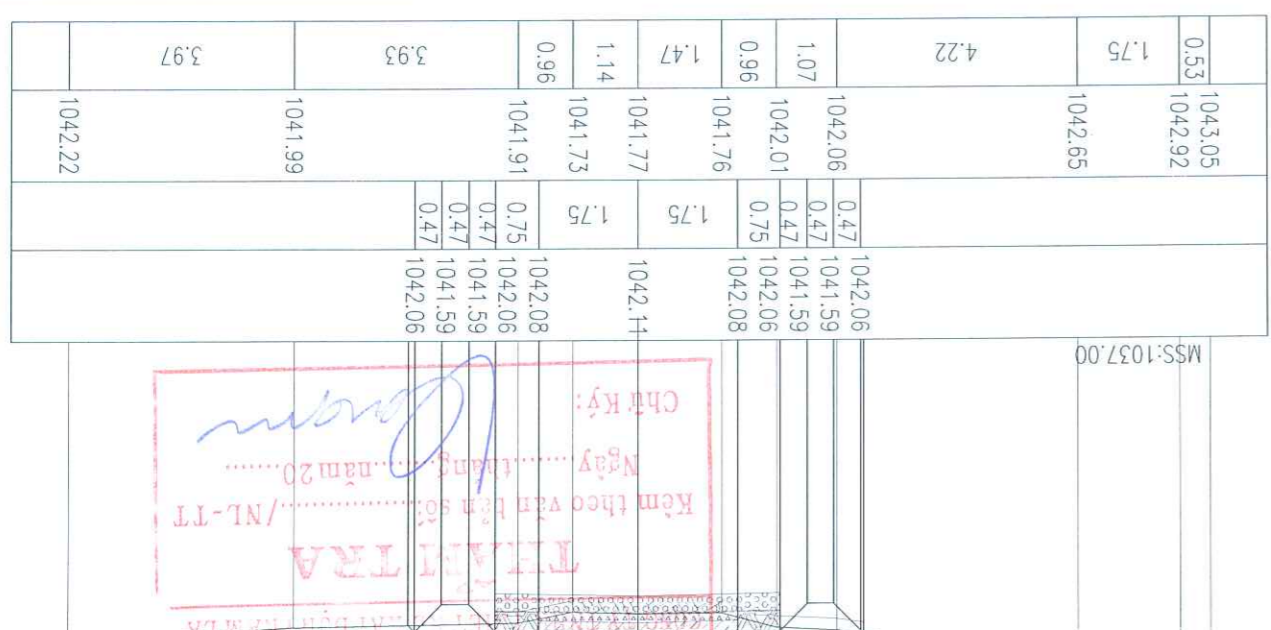 THẨM TRA
Kèm theo văn bản số:............/NL-TT
Ngày.........tháng.........năm 20.......
Chữ Ký:
MSS:1037.00
1042.06 1041.59 1041.59 1042.06 1042.08 1042.11 1042.08 1042.06 1041.59 1041.59 1042.06
0.47 0.47 0.47 0.75 1.75 1.75 0.75 0.47 0.47 0.47
1043.05 1042.92 1042.65 1042.06 1042.01 1041.76 1041.77 1041.73 1041.91 1041.99 1042.22
0.53 1.75 4.22 1.07 0.96 1.47 1.14 0.96 3.93 3.97